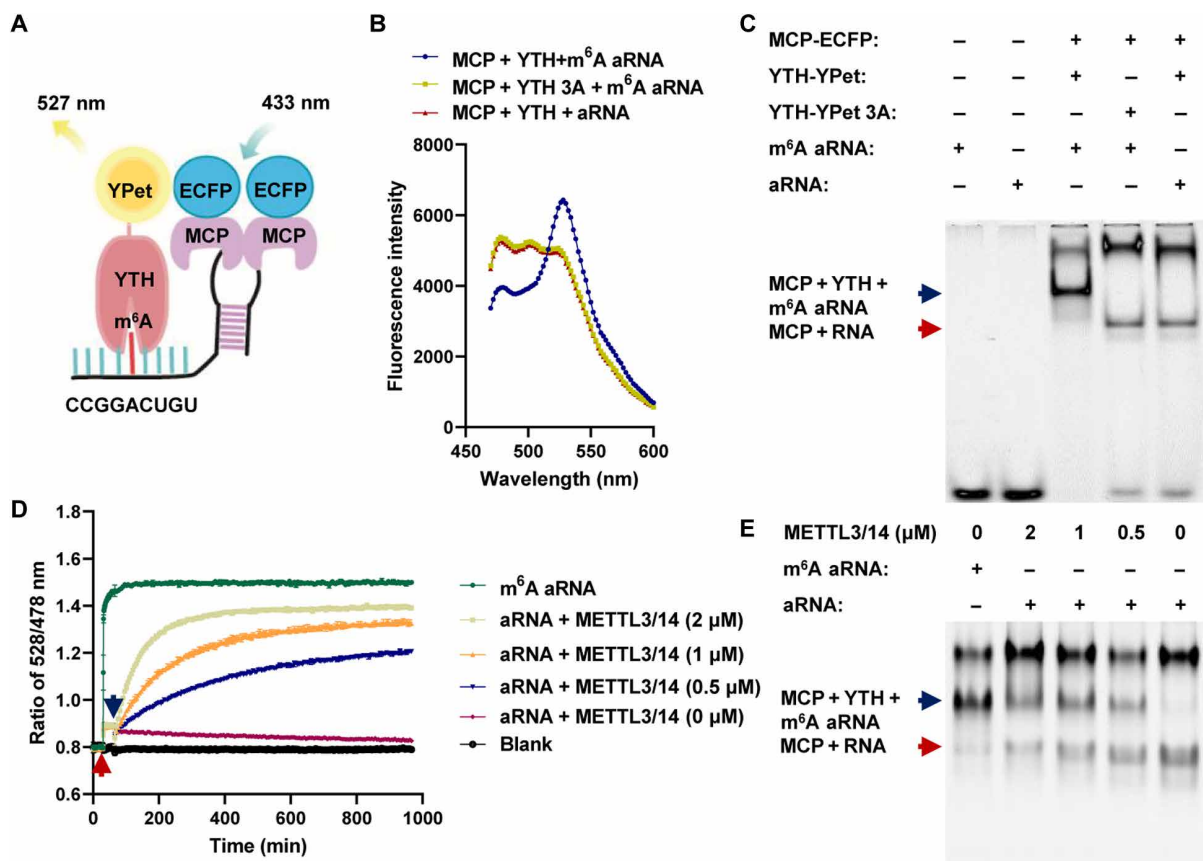 A
527 nm
433 nm
YPet
ECFP
ECFP
MCP
MCP
YTH
m⁶A
CCGGACUGU
B
MCP + YTH+m⁶A aRNA
MCP + YTH 3A + m⁶A aRNA
MCP + YTH + aRNA
8000
6000
4000
2000
0
Fluorescence intensity
450 500 550 600
Wavelength (nm)
C
MCP-ECFP: – – + + +
YTH-YPet: – – + – +
YTH-YPet 3A: – – – + –
m⁶A aRNA: + – + + –
aRNA: – + – – +
MCP + YTH +
m⁶A aRNA
MCP + RNA
D
1.8
1.6
1.4
1.2
1.0
0.8
0.6
Ratio of 528/478 nm
0 200 400 600 800 1000
Time (min)
m⁶A aRNA
aRNA + METTL3/14 (2 µM)
aRNA + METTL3/14 (1 µM)
aRNA + METTL3/14 (0.5 µM)
aRNA + METTL3/14 (0 µM)
Blank
E
METTL3/14 (µM) 0 2 1 0.5 0
m⁶A aRNA: + – – – –
aRNA: – + + + +
MCP + YTH +
m⁶A aRNA
MCP + RNA